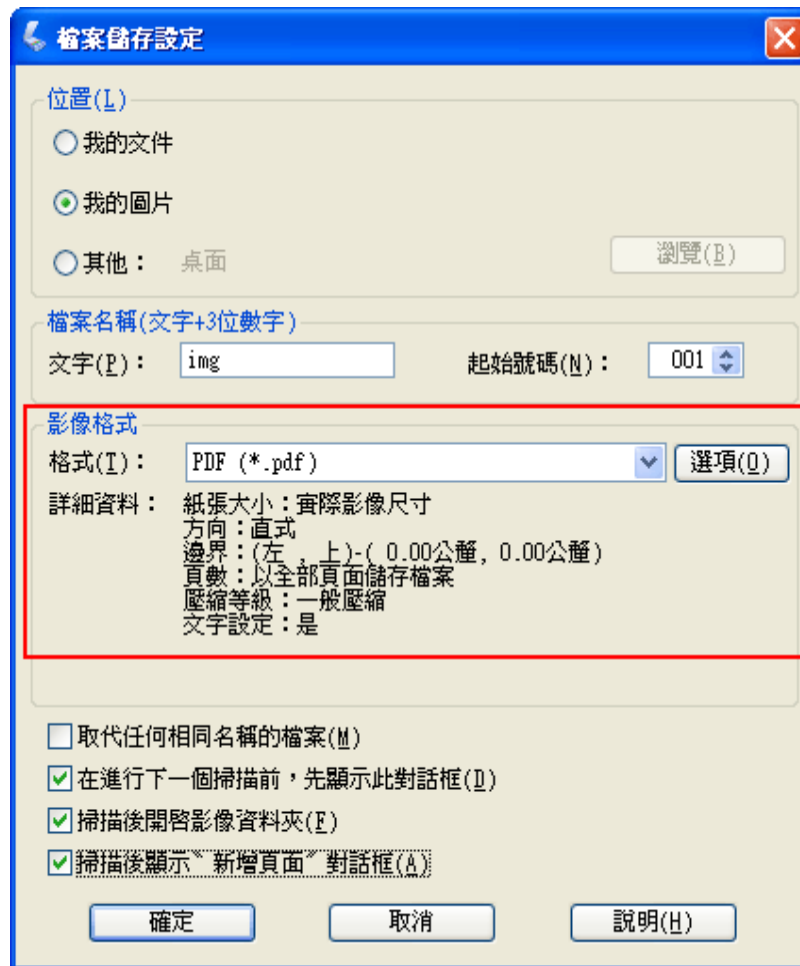 檔案儲存設定
位置(L)
我的文件
我的圖片
其他： 桌面 瀏覽(B)
檔案名稱(文字+3位數字)
文字(P)： img 起始號碼(N)： 001
影像格式
格式(T)： PDF (*.pdf) 選項(O)
詳細資料： 紙張大小：實際影像尺寸
方向：直式
邊界：(左 , 上)-( 0.00公釐, 0.00公釐)
頁數：以全部頁面儲存檔案
壓縮等級：一般壓縮
文字設定：是
取代任何相同名稱的檔案(M)
在進行下一個掃描前，先顯示此對話框(D)
掃描後開啓影像資料夾(F)
掃描後顯示〝新增頁面〞對話框(A)
確定 取消 說明(H)